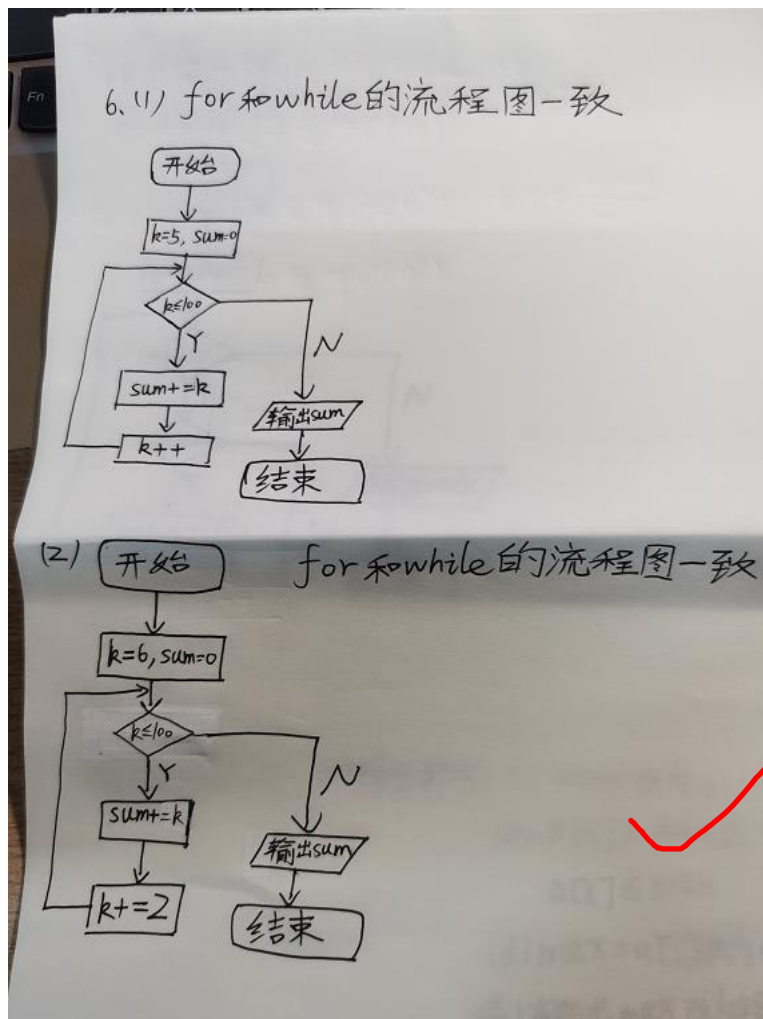 Fn
6.(1) for和while的流程图一致
开始
k=5, sum=0
k≤100
Y
N
sum+=k
输出sum
k++
结束
(2) 开始 for和while的流程图一致
k=6, sum=0
k≤100
Y
N
sum+=k
输出sum
k+=2
结束